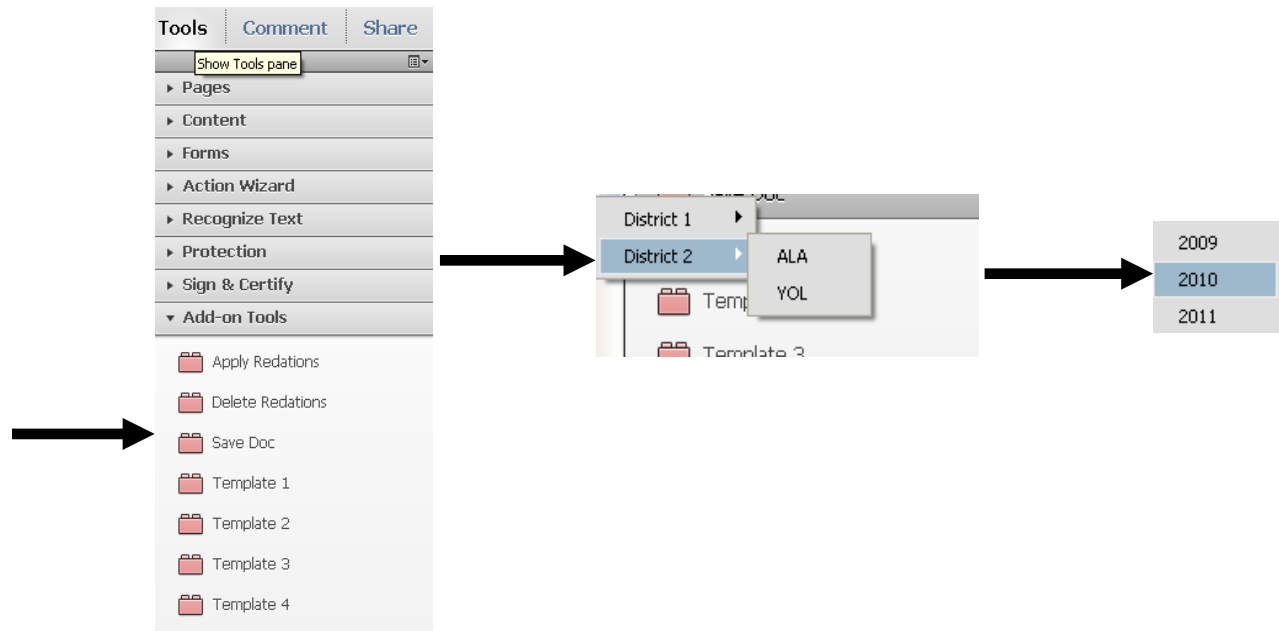 Tools Comment Share
Show Tools pane
Pages
Content
Forms
Action Wizard
Recognize Text
Protection
Sign & Certify
Add-on Tools
Apply Redations
Delete Redations
Save Doc
Template 1
Template 2
Template 3
Template 4
Doc
District 1
District 2
ALA
YOL
Temp
Template 3
2009
2010
2011